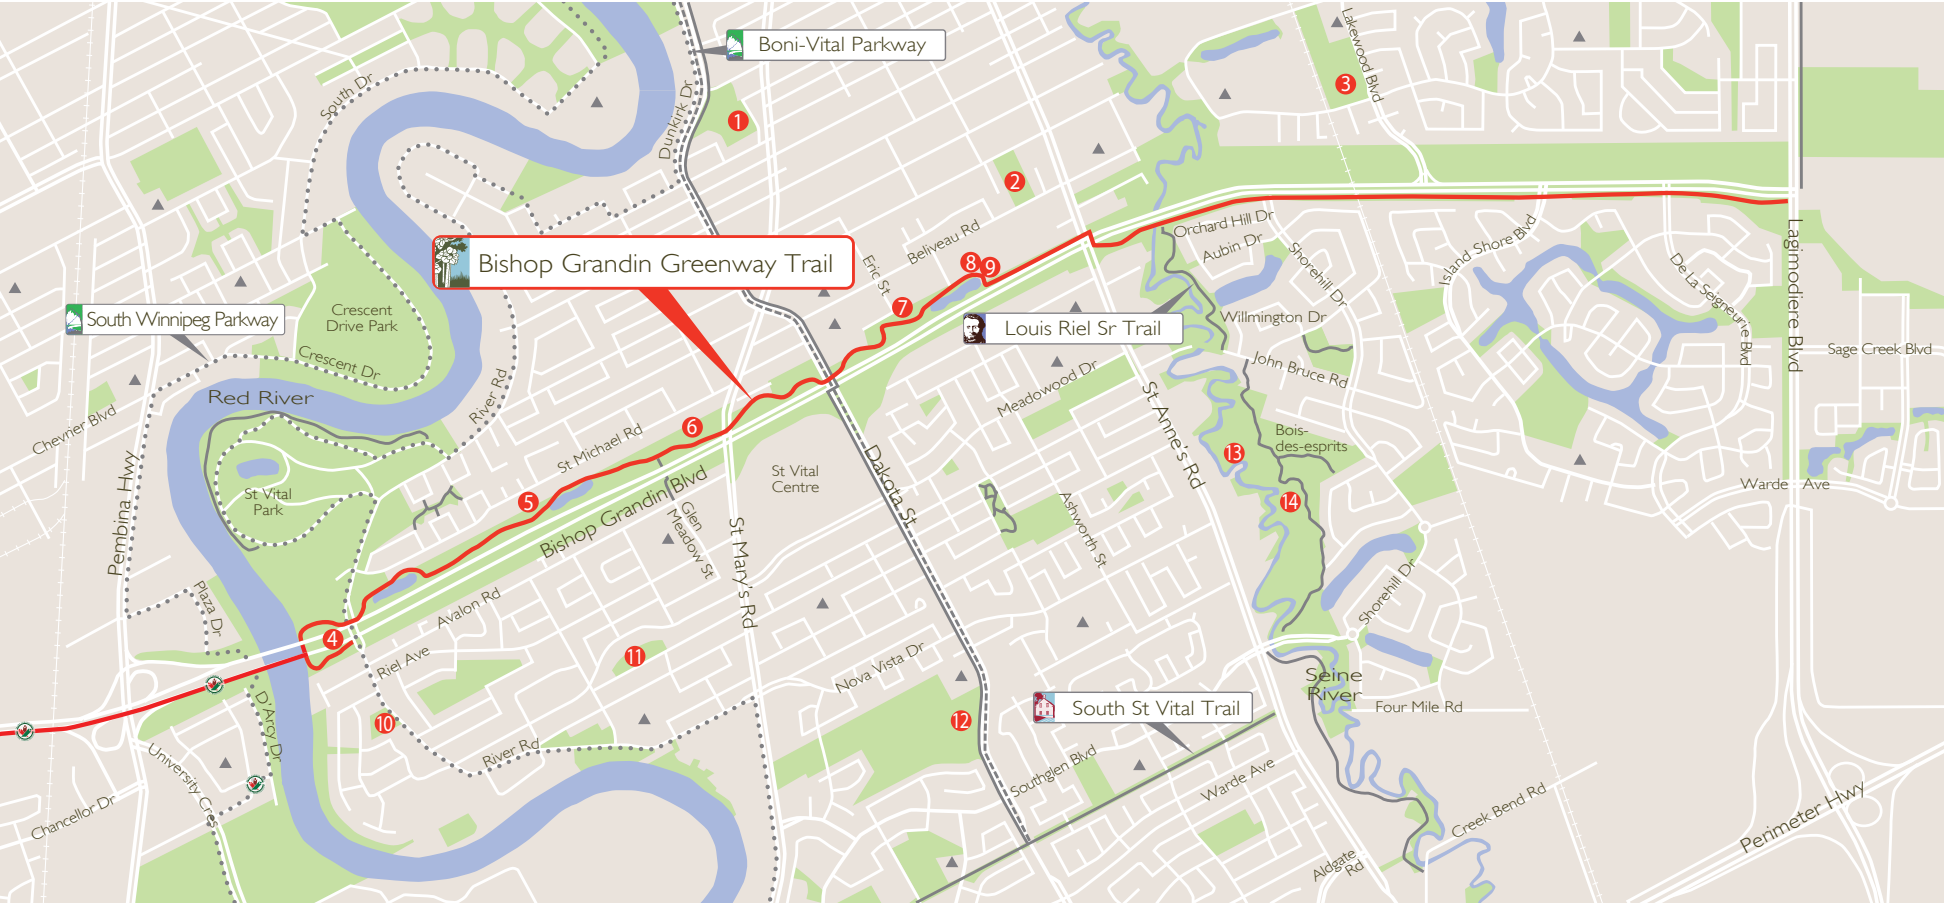 Boni-Vital Parkway
Lakewood Blvd
South Dr
3
Dunkirk Dr
1
2
Orchard Hill Dr
Island Shore Blvd
Beliveau Rd
Aubin Dr
Shorehill Dr
Lagimodiere Blvd
Bishop Grandin Greenway Trail
8
9
Eric St
De La Seigneurie Blvd
Crescent
Drive Park
South Winnipeg Parkway
7
Louis Riel Sr Trail
Willmington Dr
Sage Creek Blvd
Crescent Dr
John Bruce Rd
Red River
River Rd
Meadowood Dr
Chevrier Blvd
St Anne's Rd
6
St Michael Rd
Bois-
des-esprits
13
St Vital
Centre
Dakota St
Warde Ave
St Vital
Park
5
14
Pembina Hwy
Bishop Grandin Blvd
Glen
Meadow St
Ashworth St
St Mary's Rd
Plaza Dr
Avalon Rd
Shorehill Dr
4
Riel Ave
11
Nova Vista Dr
Seine
River
D'Arcy Dr
10
12
South St Vital Trail
Four Mile Rd
River Rd
University Cres
Southglen Blvd
Warde Ave
Chancellor Dr
Creek Bend Rd
Perimeter Hwy
Aldgate
Rd